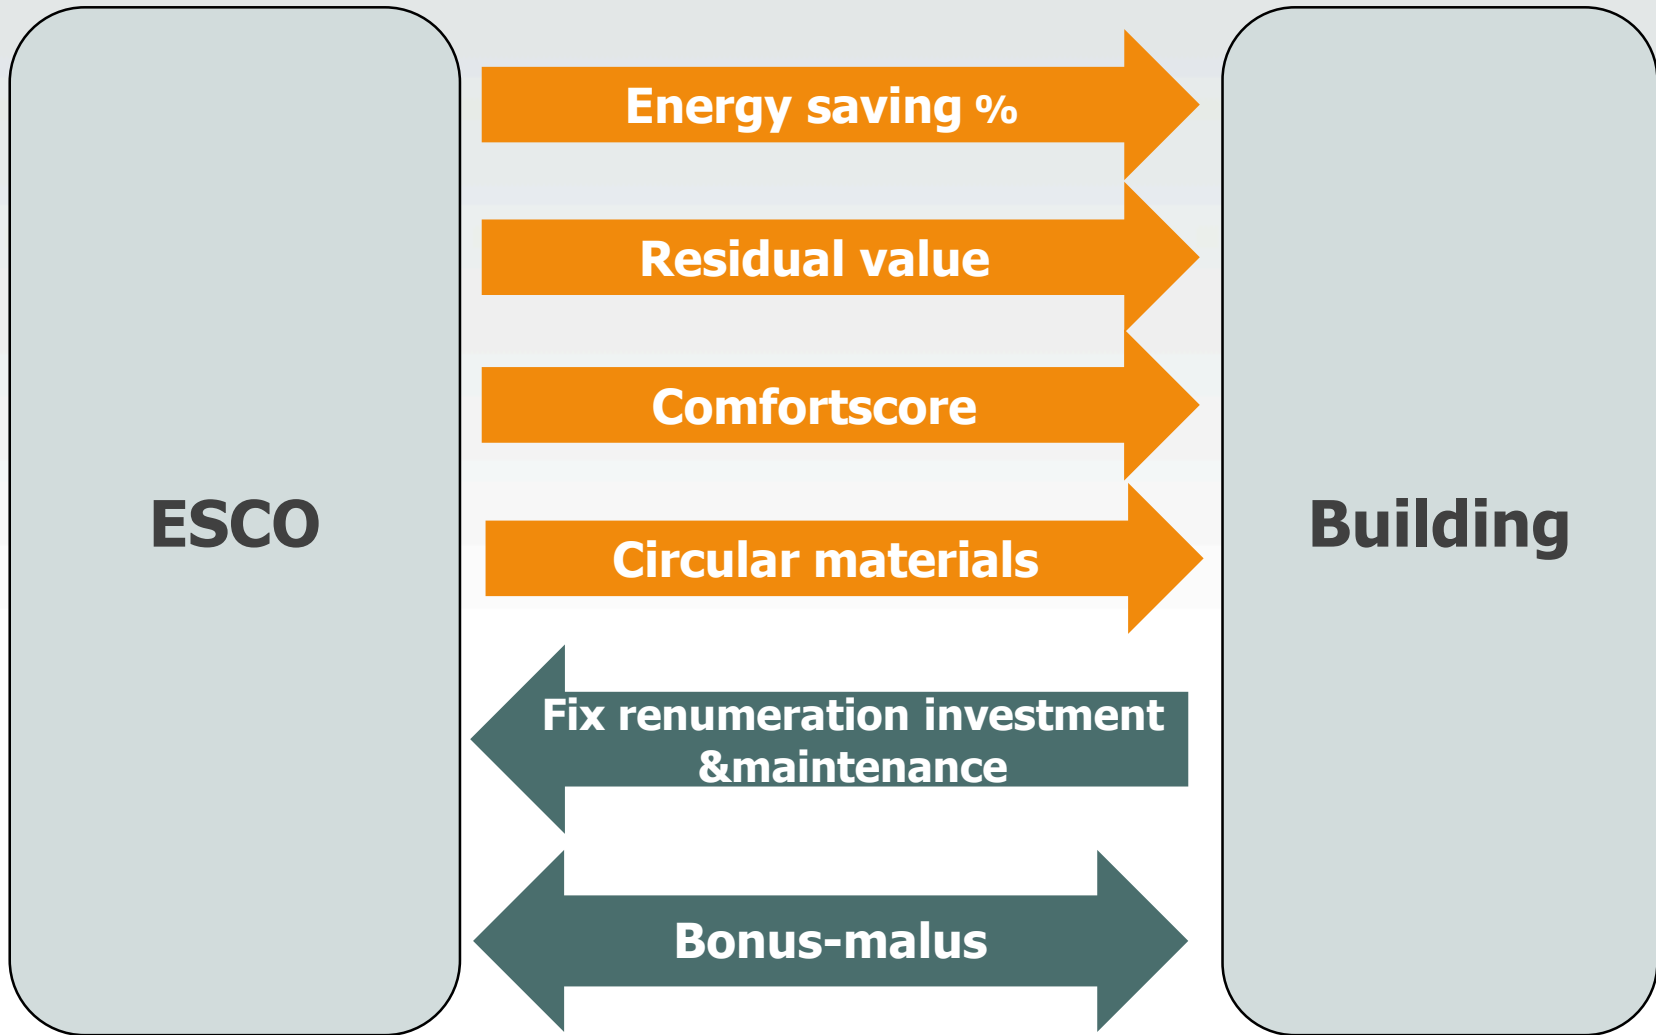 Energy saving %
Residual value
Comfortscore
ESCO
Building
Circular materials
Fix renumeration investment
&maintenance
Bonus-malus